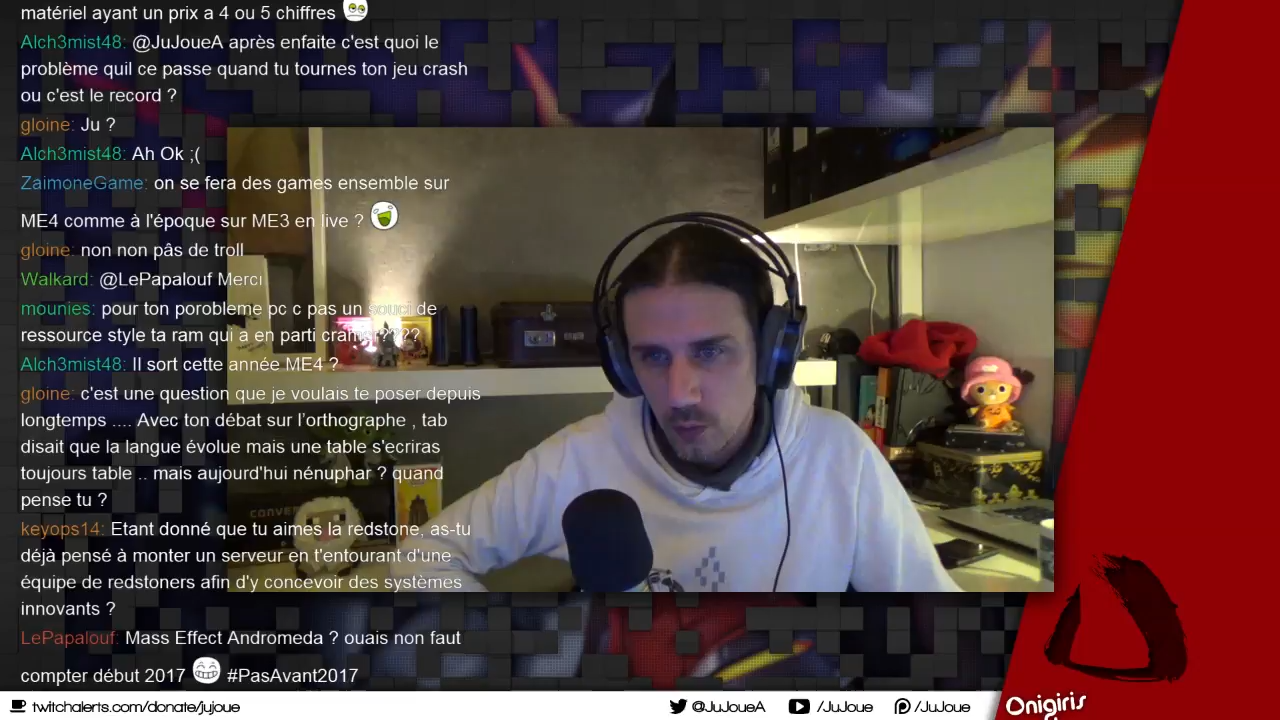 matériel ayant un prix a 4 ou 5 chiffres
Alch3mist48: @JuJoueA après enfaite c'est quoi le
problème quil ce passe quand tu tournes ton jeu crash
ou c'est le record ?
gloine: Ju ?
Alch3mist48: Ah Ok ;(
ZaimoneGame: on se fera des games ensemble sur
ME4 comme à l'époque sur ME3 en live ?
gloine: non non pâs de troll
Walkard: @LePapalouf Merci
mounies: pour ton porobleme pc c pas un souci de
ressource style ta ram qui a en parti cramer????
Alch3mist48: Il sort cette année ME4 ?
gloine: c'est une question que je voulais te poser depuis
longtemps .... Avec ton débat sur l'orthographe , tab
disait que la langue évolue mais une table s'ecriras
toujours table .. mais aujourd'hui nénuphar ? quand
pense tu ?
CONVERSE
keyops14: Etant donné que tu aimes la redstone, as-tu
déjà pensé à monter un serveur en t'entourant d'une
équipe de redstoners afin d'y concevoir des systèmes
innovants ?
LePapalouf: Mass Effect Andromeda ? ouais non faut
compter début 2017 #PasAvant2017
twitchalerts.com/donate/jujoue
@JuJoueA
/JuJoue
/JuJoue
Onigiris